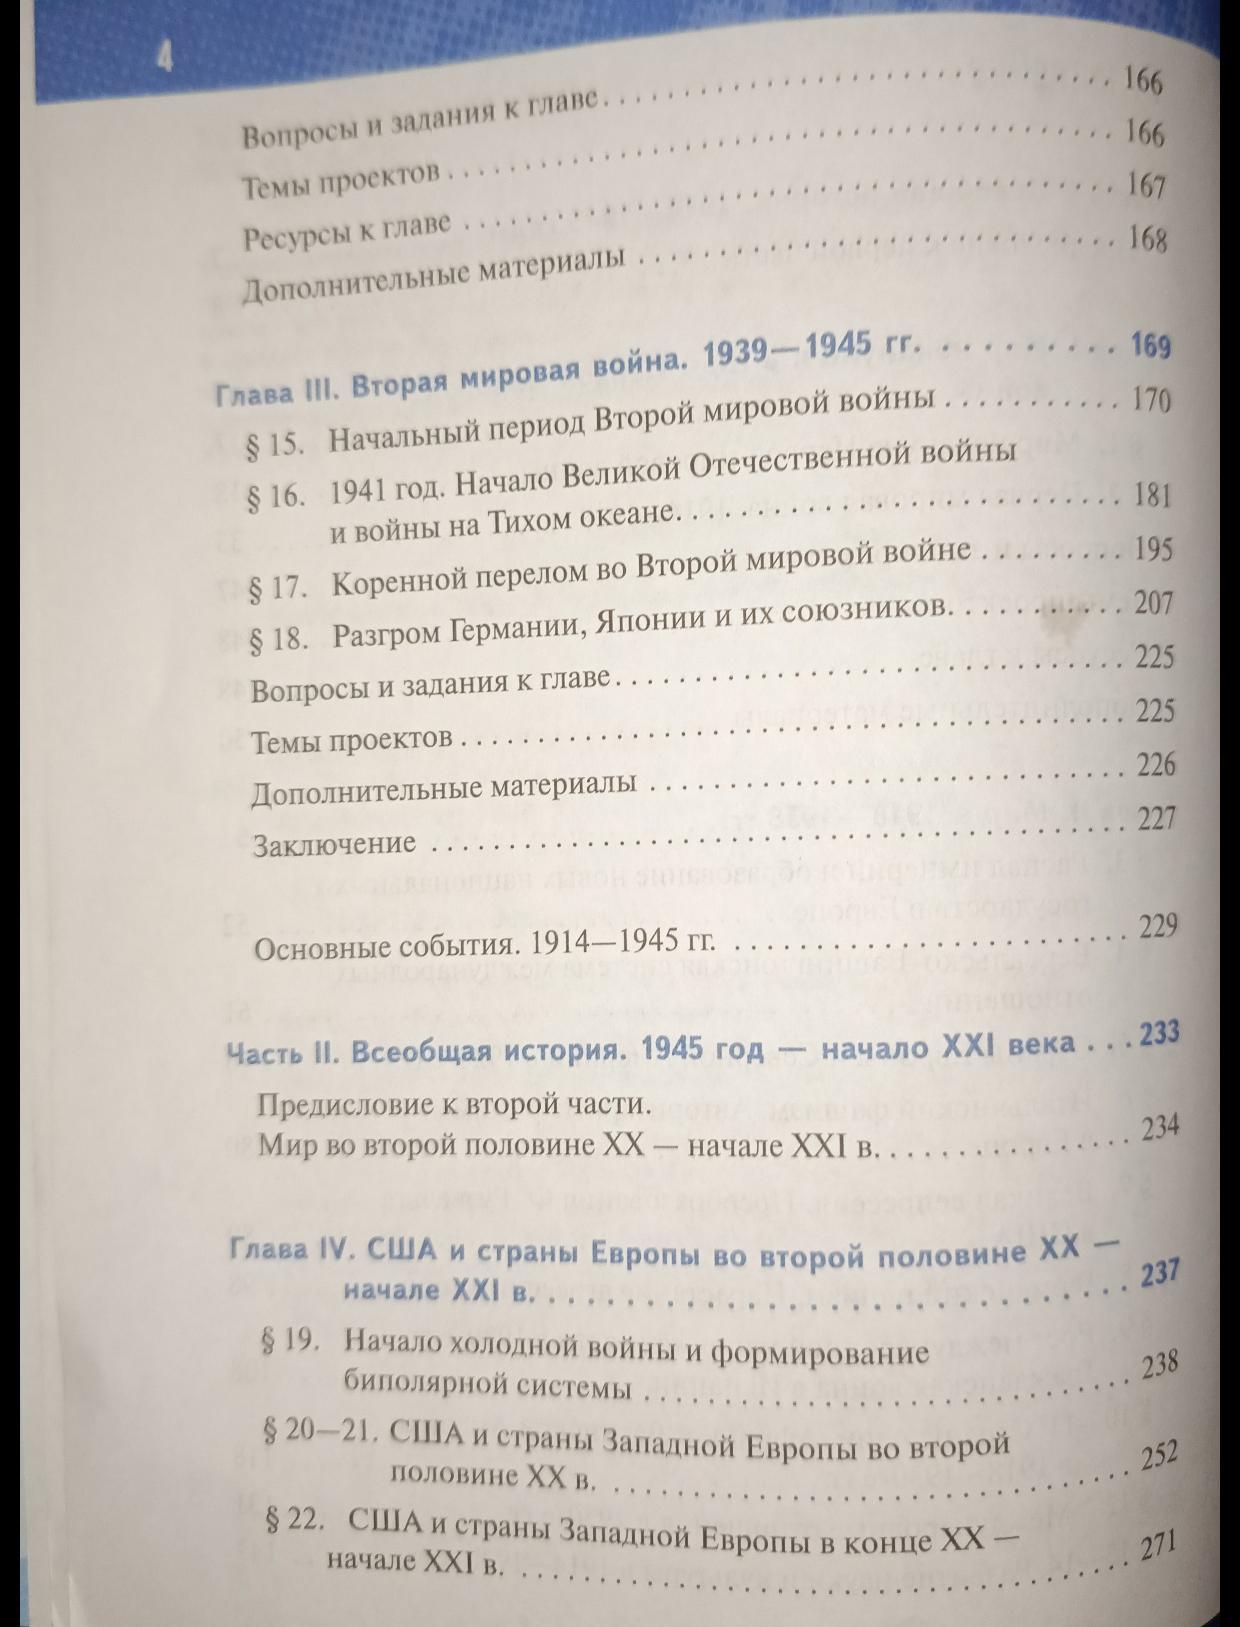 4
Вопросы и задания к главе. . . . . . . . . . . . . . . . . . . . . . . . . . . . . . . . 166
Темы проектов . . . . . . . . . . . . . . . . . . . . . . . . . . . . . . . . . . . . . . . . . 166
Ресурсы к главе . . . . . . . . . . . . . . . . . . . . . . . . . . . . . . . . . . . . . . . . 167
Дополнительные материалы . . . . . . . . . . . . . . . . . . . . . . . . . . . . . . 168
Глава III. Вторая мировая война. 1939—1945 гг. . . . . . . . . . . 169
§ 15. Начальный период Второй мировой войны . . . . . . . . . . . 170
§ 16. 1941 год. Начало Великой Отечественной войны
и войны на Тихом океане. . . . . . . . . . . . . . . . . . . . . . . . . . . . 181
§ 17. Коренной перелом во Второй мировой войне . . . . . . . . . 195
§ 18. Разгром Германии, Японии и их союзников. . . . . . . . . . . 207
Вопросы и задания к главе. . . . . . . . . . . . . . . . . . . . . . . . . . . . . . . . 225
Темы проектов . . . . . . . . . . . . . . . . . . . . . . . . . . . . . . . . . . . . . . . . . 225
Дополнительные материалы . . . . . . . . . . . . . . . . . . . . . . . . . . . . . . 226
Заключение . . . . . . . . . . . . . . . . . . . . . . . . . . . . . . . . . . . . . . . . . . . 227
Основные события. 1914—1945 гг. . . . . . . . . . . . . . . . . . . . . . . . . . 229
Часть II. Всеобщая история. 1945 год — начало XXI века . . . 233
Предисловие к второй части.
Мир во второй половине XX — начале XXI в. . . . . . . . . . . . . . . . . 234
Глава IV. США и страны Европы во второй половине XX —
начале XXI в. . . . . . . . . . . . . . . . . . . . . . . . . . . . . 237
§ 19. Начало холодной войны и формирование
биполярной системы . . . . . . . . . . . . . . . . . . . . . . . . . . . . . . . 238
§ 20—21. США и страны Западной Европы во второй
половине XX в. . . . . . . . . . . . . . . . . . . . . . . . . . . . . . . . . . 252
§ 22. США и страны Западной Европы в конце XX —
начале XXI в. . . . . . . . . . . . . . . . . . . . . . . . . . . . . . . . . . . . . . 271